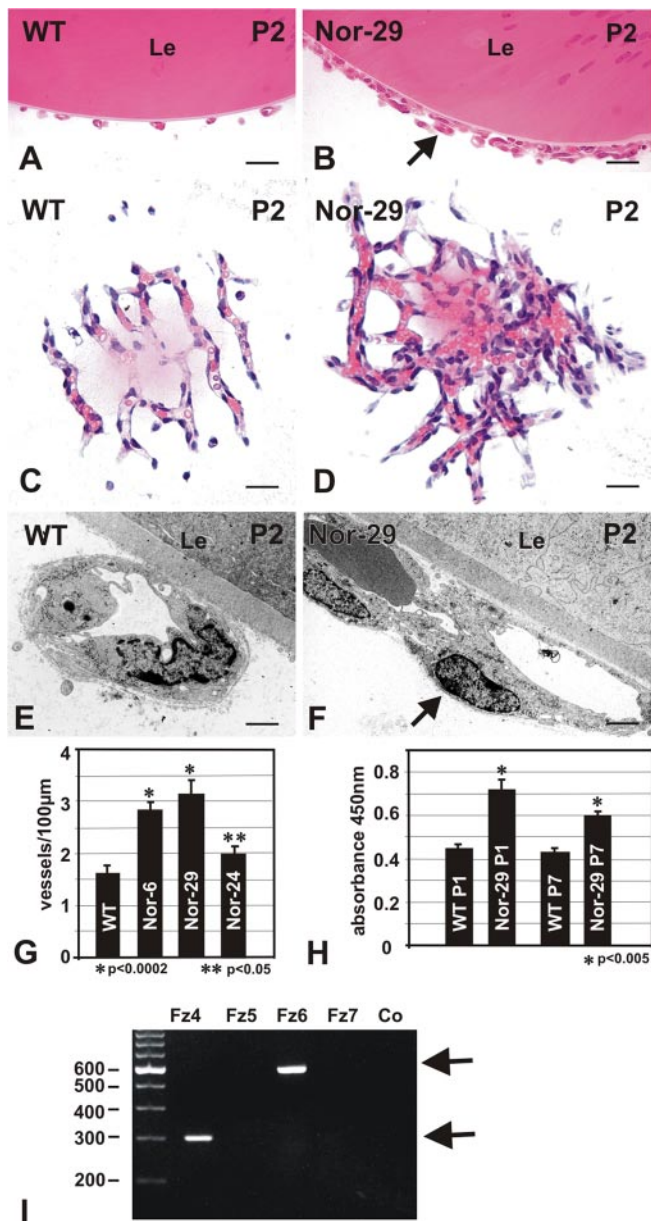 WT P2
Le
A
Nor-29 P2
Le
B
WT P2
C
Nor-29 P2
D
WT Le P2
E
Nor-29 Le P2
F
vessels/100µm
4
3
2
1
0
WT
Nor-6
*
Nor-29
*
Nor-24
**
G
* p<0.0002 ** p<0.05
absorbance 450nm
0.8
0.6
0.4
0.2
0
WT P1
Nor-29 P1
*
WT P7
Nor-29 P7
*
H
* p<0.005
Fz4 Fz5 Fz6 Fz7 Co
600
500
400
300
200
I